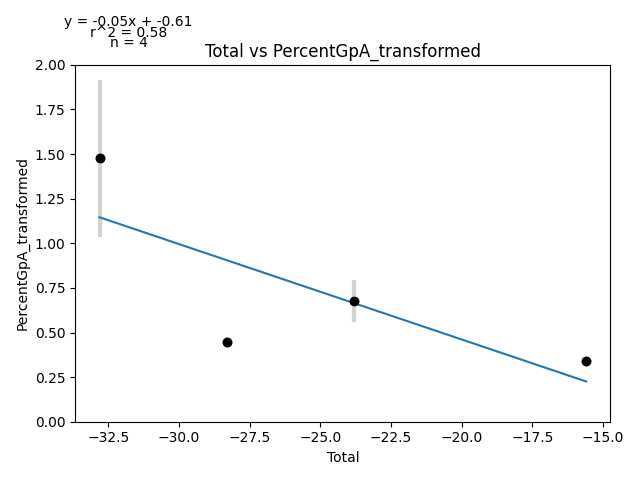 y = -0.05x + -0.61
r^2 = 0.58
n = 4
Total vs PercentGpA_transformed
2.00
1.75
1.50
1.25
1.00
0.75
0.50
0.25
0.00
PercentGpA_transformed
−32.5 −30.0 −27.5 −25.0 −22.5 −20.0 −17.5 −15.0
Total